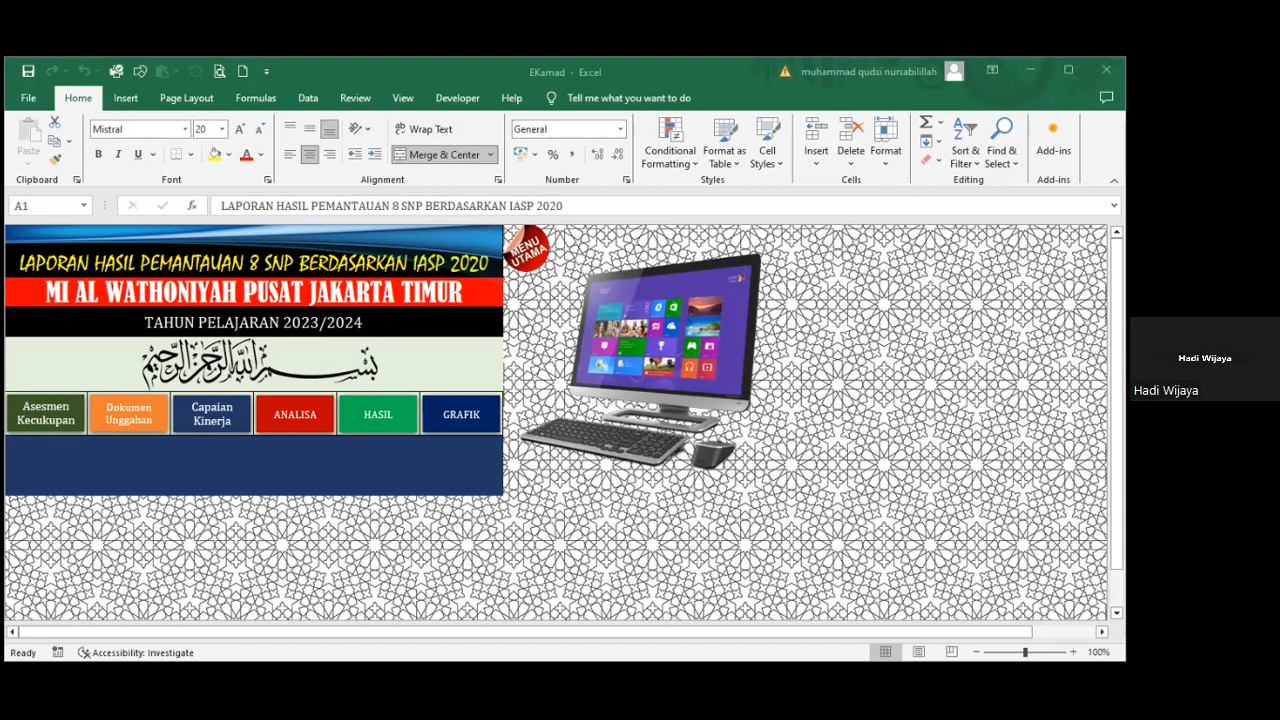 EKamad - Excel
muhammad qudsi nursabilillah
File Home Insert Page Layout Formulas Data Review View Developer Help Tell me what you want to do
Paste
Mistral 20
Wrap Text
General
Merge & Center
Conditional Formatting
Format as Table
Cell Styles
Insert Delete Format
Sort & Filter
Find & Select
Add-ins
Clipboard Font Alignment Number Styles Cells Editing Add-ins
A1 fx LAPORAN HASIL PEMANTAUAN 8 SNP BERDASARKAN IASP 2020
LAPORAN HASIL PEMANTAUAN 8 SNP BERDASARKAN IASP 2020
MENU UTAMA
MI AL WATHONIYAH PUSAT JAKARTA TIMUR
TAHUN PELAJARAN 2023/2024
بسم الله الرحمن الرحيم
Asesmen Kecukupan
Dokumen Unggahan
Capaian Kinerja
ANALISA
HASIL
GRAFIK
Hadi Wijaya
Hadi Wijaya
Ready Accessibility: Investigate 100%